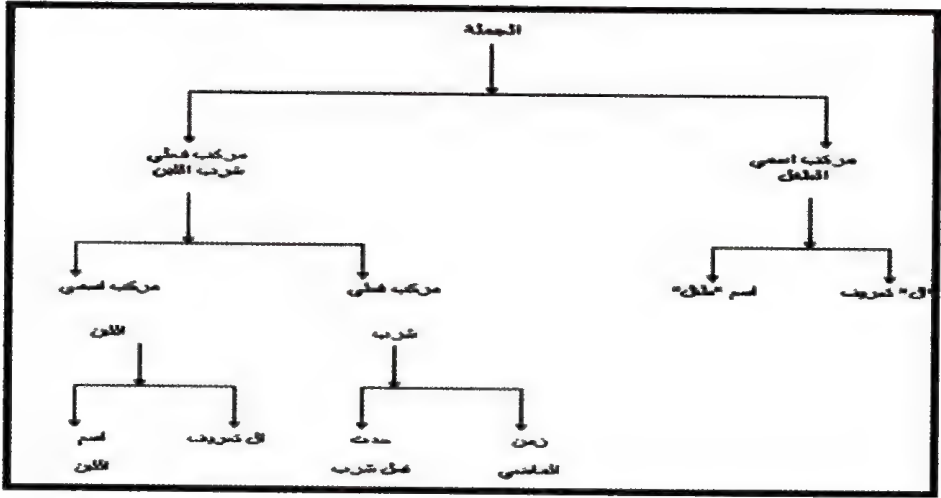 الجملة
مركب اسمي
الطفل
مركب فعلي
شرب اللبن
"ال" تعريف
اسم "طفل"
مركب فعلي
شرب
مركب اسمي
اللبن
زمن
الماضي
حدث
فعل شرب
ال تعريف
اسم
اللبن